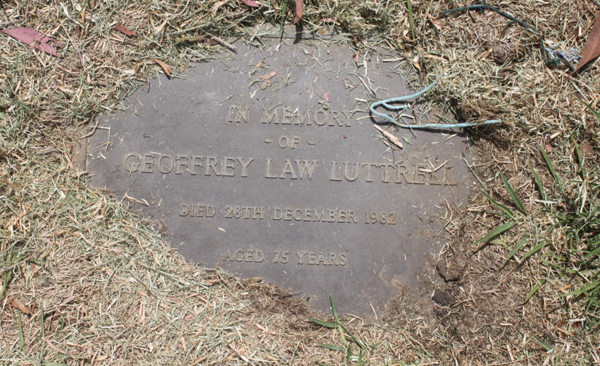 IN MEMORY
- OF -
GEOFFREY LAW LUTTRELL
DIED 28TH DECEMBER 1982
AGED 75 YEARS